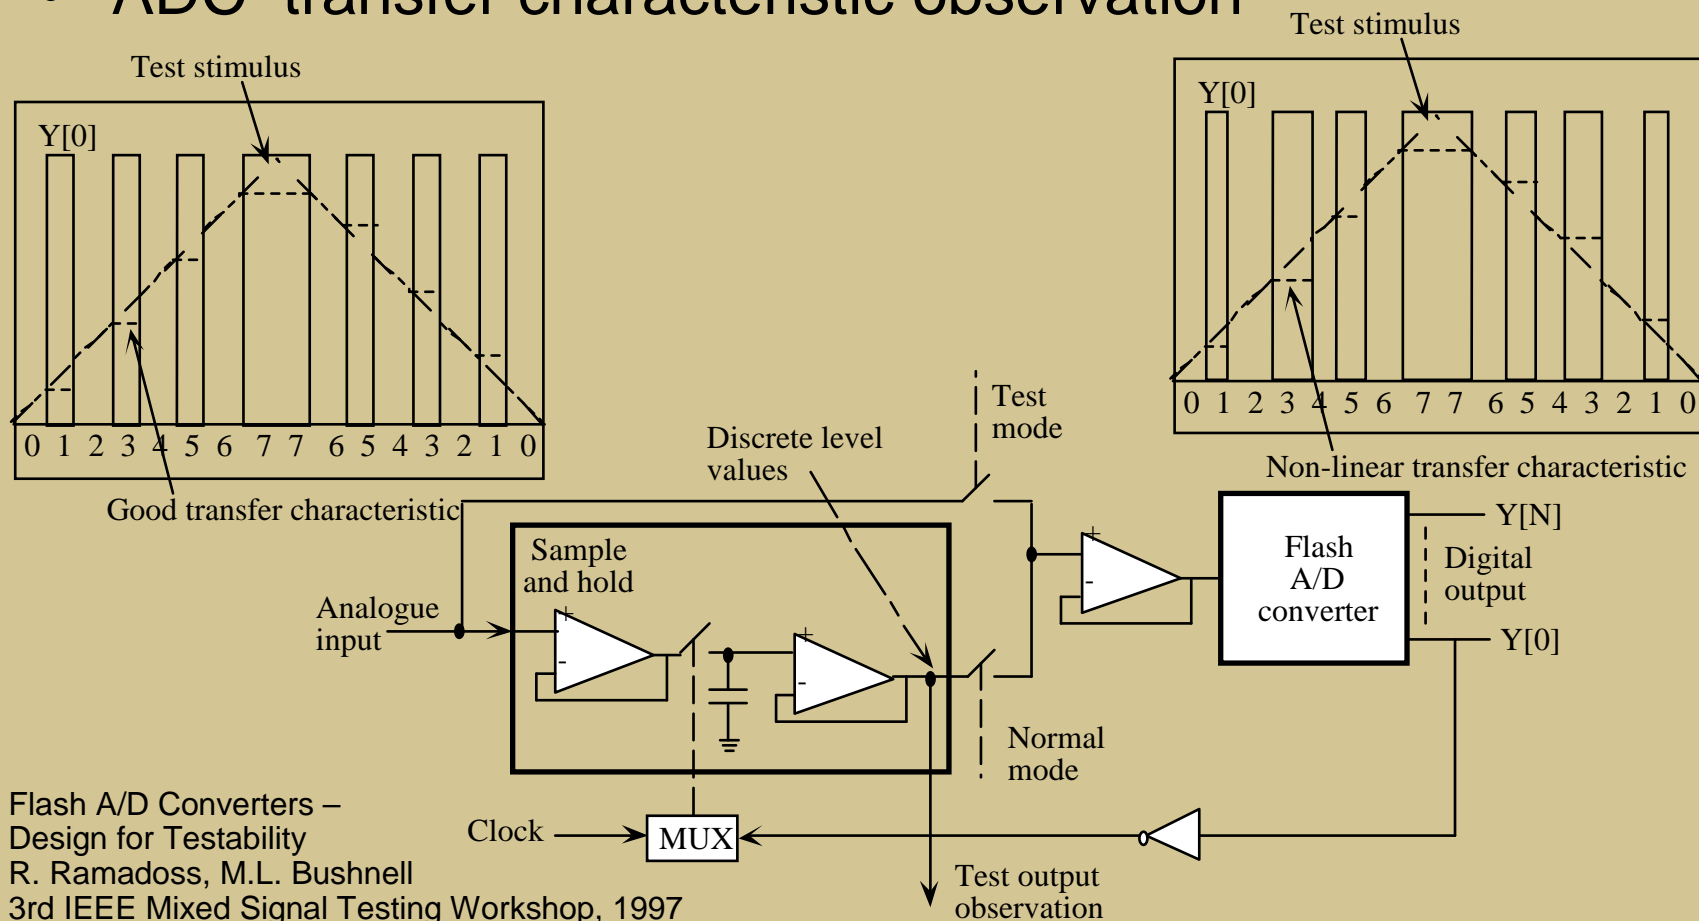 • ADC transfer characteristic observation
Test stimulus
Y[0]
0 1 2 3 4 5 6 7 7 6 5 4 3 2 1 0
Good transfer characteristic
Test stimulus
Y[0]
0 1 2 3 4 5 6 7 7 6 5 4 3 2 1 0
Non-linear transfer characteristic
Test
mode
Discrete level
values
Sample
and hold
Analogue
input
+
-
+
-
+
-
Flash
A/D
converter
Y[N]
Digital
output
Y[0]
Normal
mode
Clock
MUX
Test output
observation
Flash A/D Converters –
Design for Testability
R. Ramadoss, M.L. Bushnell
3rd IEEE Mixed Signal Testing Workshop, 1997